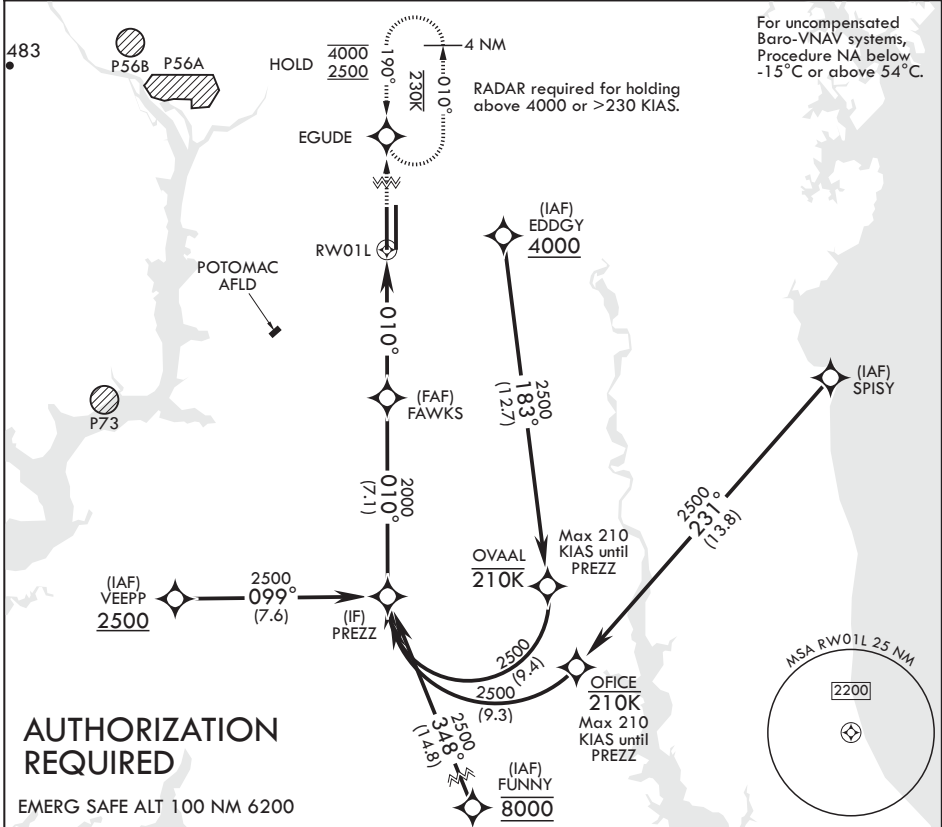 483
P56B
P56A
HOLD
4000
2500
190°
230K
010°
4 NM
RADAR required for holding
above 4000 or >230 KIAS.
For uncompensated
Baro-VNAV systems,
Procedure NA below
-15°C or above 54°C.
EGUDE
RW01L
(IAF)
EDDGY
4000
POTOMAC
AFLD
010°
2500
183°
(12.7)
(IAF)
SPISY
(FAF)
FAWKS
P73
2000
010°
(7.1)
2500
231°
(13.8)
Max 210
KIAS until
PREZZ
OVAAL
210K
(IAF)
VEEPP
2500
2500
099°
(7.6)
(IF)
PREZZ
2500
(9.4)
2500
(9.3)
OFICE
210K
Max 210
KIAS until
PREZZ
MSA RW01L 25 NM
2200
2500
348°
(14.8)
(IAF)
FUNNY
8000
AUTHORIZATION
REQUIRED
EMERG SAFE ALT 100 NM 6200